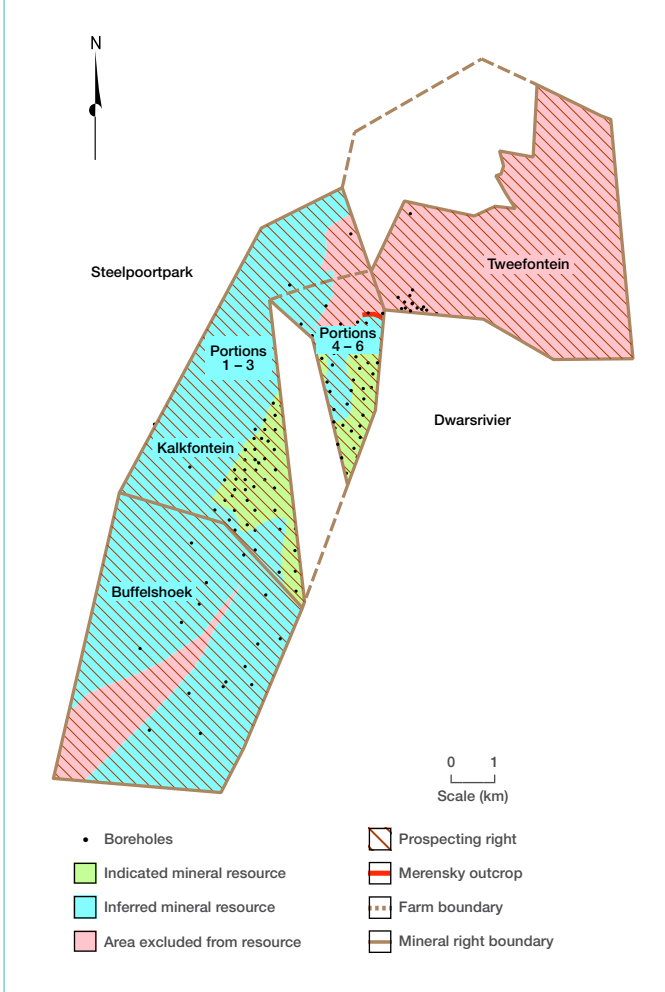 N
Steelpoortpark
Tweefontein
Portions
4 – 6
Portions
1 – 3
Dwarsrivier
Kalkfontein
Buffelshoek
0 1
Scale (km)
Boreholes
Indicated mineral resource
Inferred mineral resource
Area excluded from resource
Prospecting right
Merensky outcrop
Farm boundary
Mineral right boundary